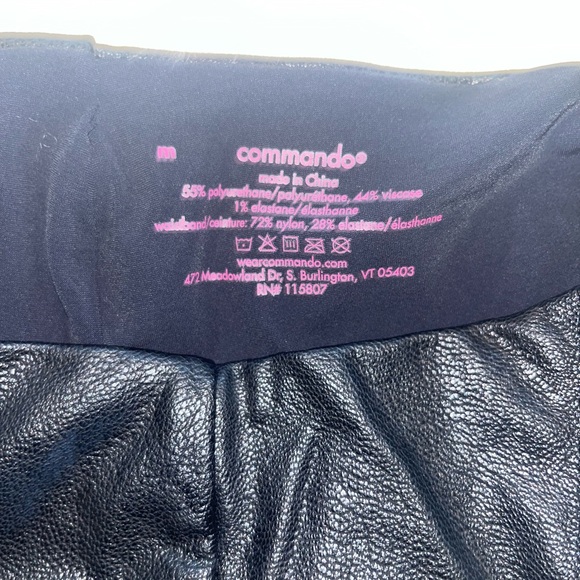 m
commando®
made in China
55% polyurethane/polyuréthane, 44% viscose
1% elastane/élasthanne
waistband/ceinture: 72% nylon, 28% elastane/élasthanne
wearcommando.com
472 Meadowland Dr, S. Burlington, VT 05403
RN# 115807